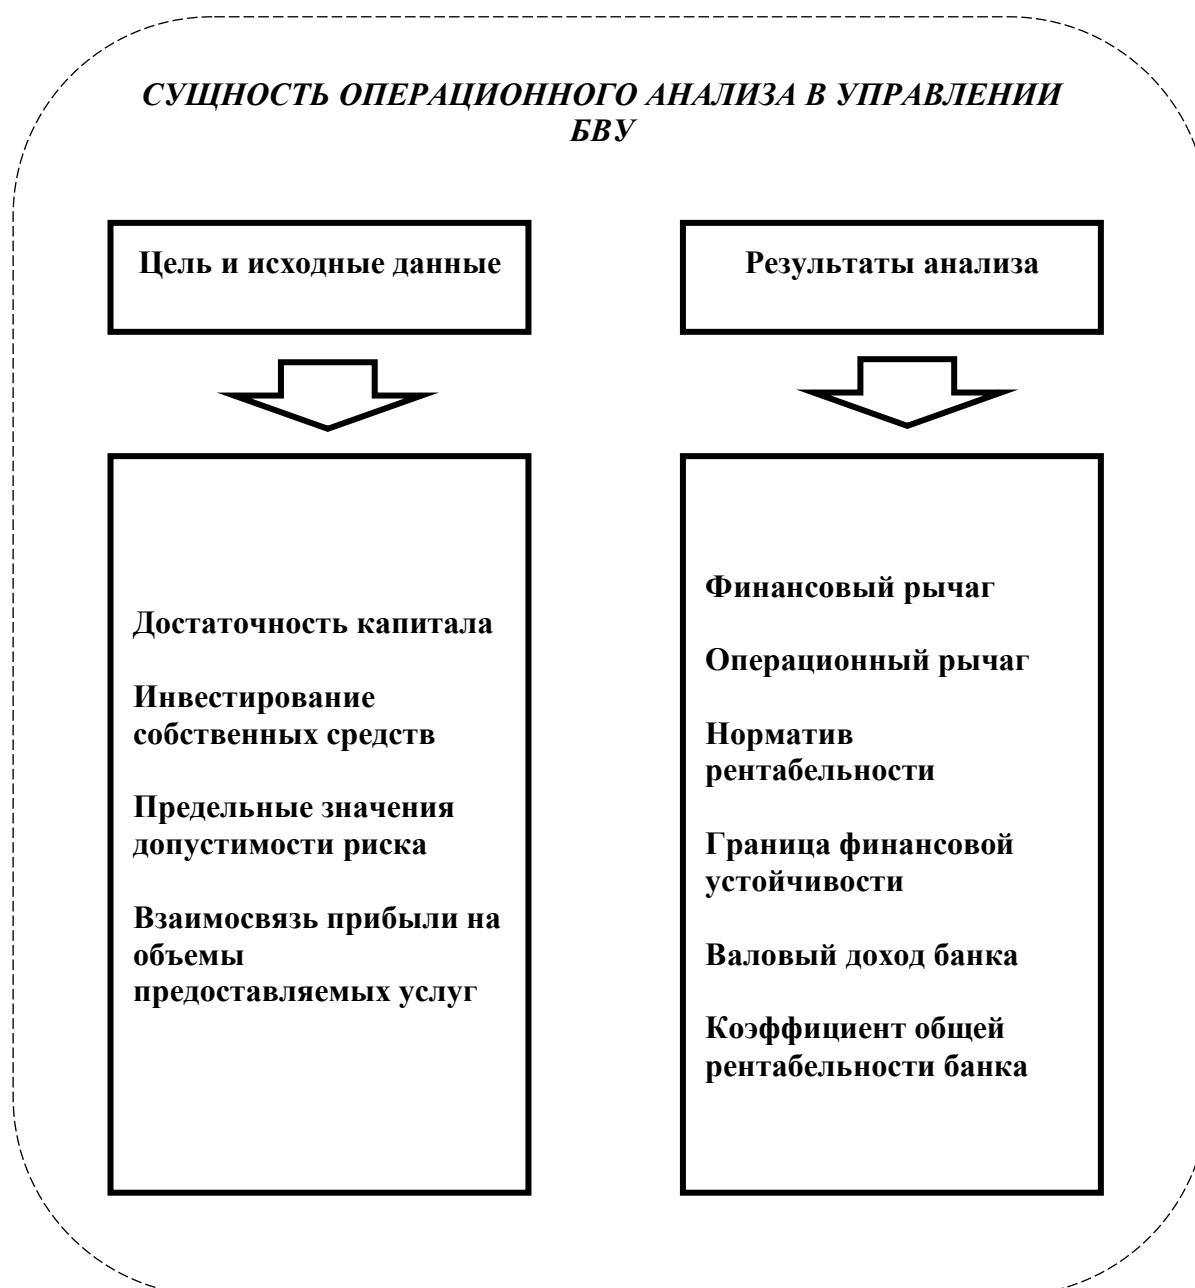 СУЩНОСТЬ ОПЕРАЦИОННОГО АНАЛИЗА В УПРАВЛЕНИИ
БВУ
Цель и исходные данные
Достаточность капитала
Инвестирование
собственных средств
Предельные значения
допустимости риска
Взаимосвязь прибыли на
объемы
предоставляемых услуг
Результаты анализа
Финансовый рычаг
Операционный рычаг
Норматив
рентабельности
Граница финансовой
устойчивости
Валовый доход банка
Коэффициент общей
рентабельности банка